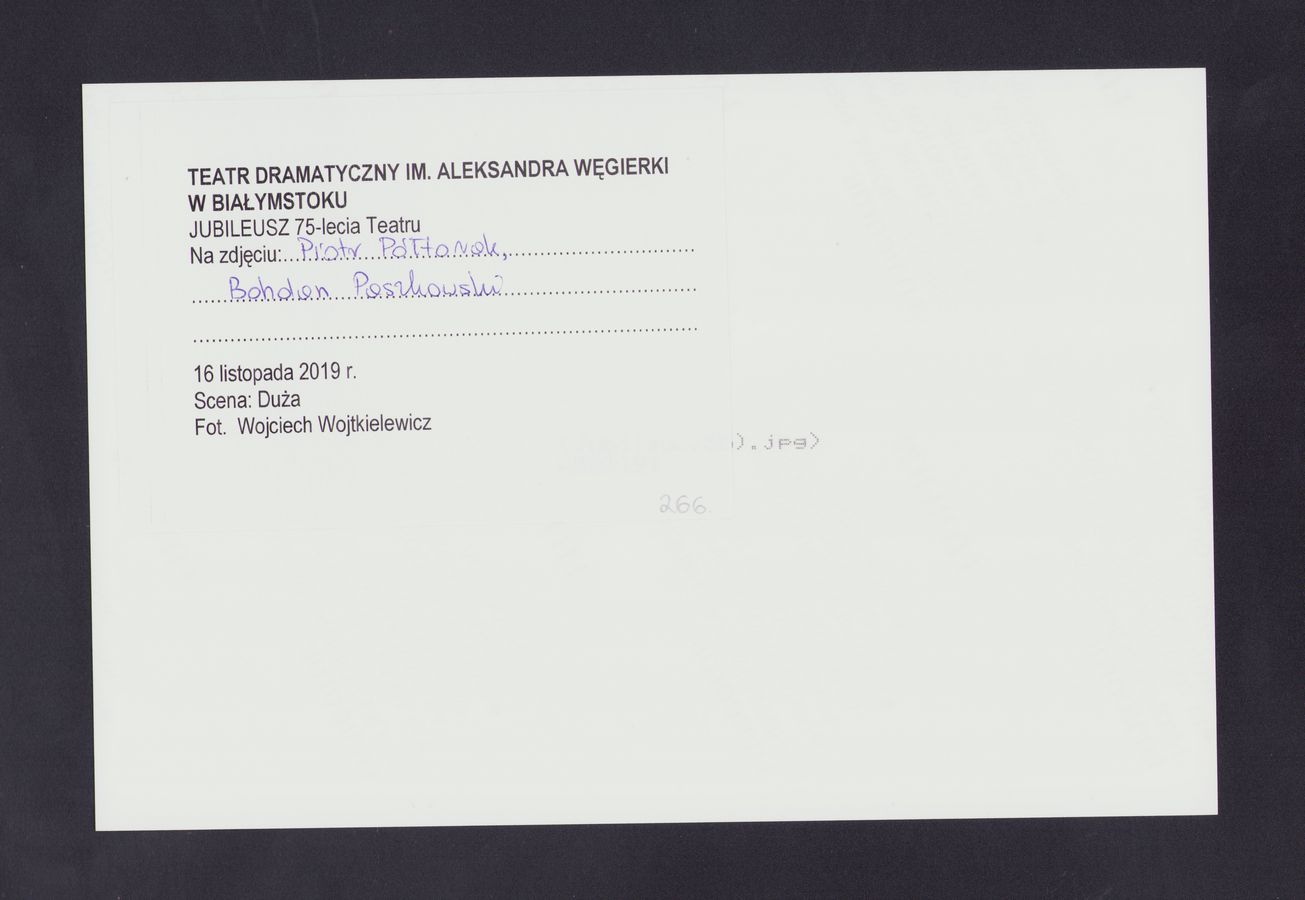 TEATR DRAMATYCZNY IM. ALEKSANDRA WĘGIERKI
W BIAŁYMSTOKU
JUBILEUSZ 75-lecia Teatru
Na zdjęciu: Piotr Półtorak,
Bohdan Paszkowski
16 listopada 2019 r.
Scena: Duża
Fot. Wojciech Wojtkielewicz
).jpg)
266